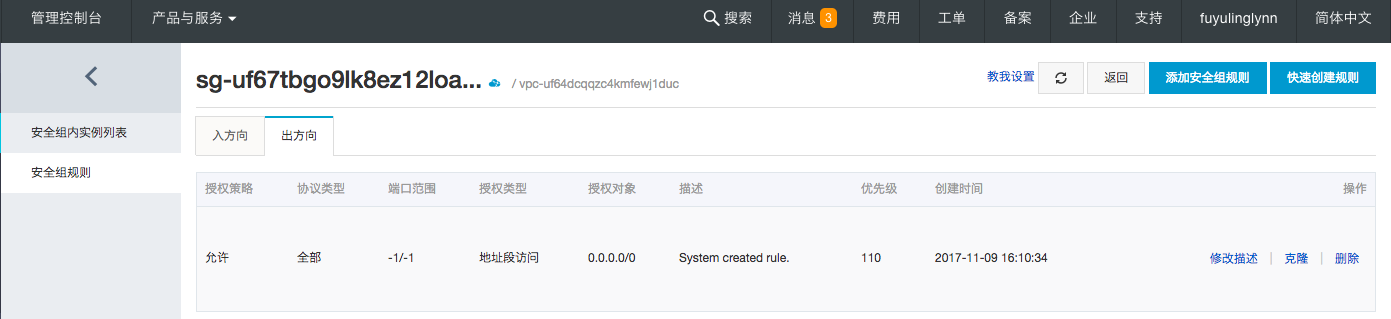 管理控制台 产品与服务 搜索 消息 3 费用 工单 备案 企业 支持 fuyulinglynn 简体中文
sg-uf67tbgo9lk8ez12loa... / vpc-uf64dcqqzc4kmfewj1duc 教我设置 返回 添加安全组规则 快速创建规则
安全组内实例列表
安全组规则
入方向 出方向
授权策略 协议类型 端口范围 授权类型 授权对象 描述 优先级 创建时间 操作
允许 全部 -1/-1 地址段访问 0.0.0.0/0 System created rule. 110 2017-11-09 16:10:34 修改描述 | 克隆 | 删除